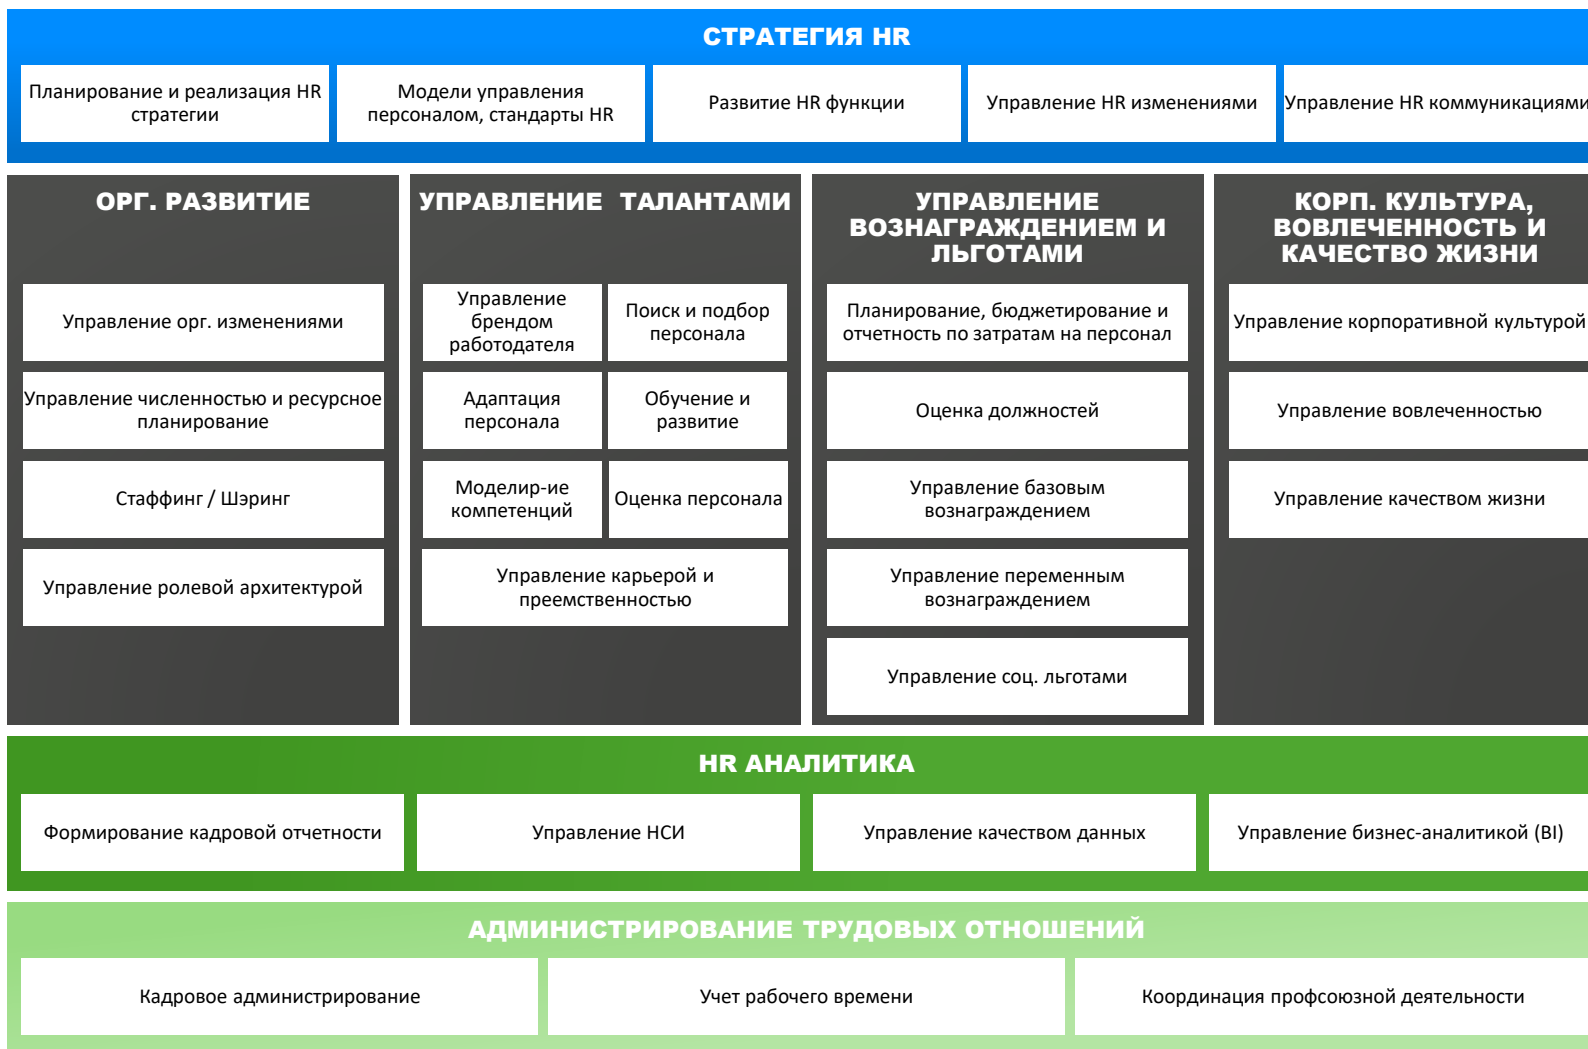 СТРАТЕГИЯ HR
Планирование и реализация HR
стратегии
Модели управления
персоналом, стандарты HR
Развитие HR функции
Управление HR изменениями
Управление HR коммуникациями
ОРГ. РАЗВИТИЕ
Управление орг. изменениями
Управление численностью и ресурсное
планирование
Стаффинг / Шэринг
Управление ролевой архитектурой
УПРАВЛЕНИЕ ТАЛАНТАМИ
Управление
брендом
работодателя
Поиск и подбор
персонала
Адаптация
персонала
Обучение и
развитие
Моделир-ие
компетенций
Оценка персонала
Управление карьерой и
преемственностью
УПРАВЛЕНИЕ
ВОЗНАГРАЖДЕНИЕМ И
ЛЬГОТАМИ
Планирование, бюджетирование и
отчетность по затратам на персонал
Оценка должностей
Управление базовым
вознаграждением
Управление переменным
вознаграждением
Управление соц. льготами
КОРП. КУЛЬТУРА,
ВОВЛЕЧЕННОСТЬ И
КАЧЕСТВО ЖИЗНИ
Управление корпоративной культурой
Управление вовлеченностью
Управление качеством жизни
HR АНАЛИТИКА
Формирование кадровой отчетности
Управление НСИ
Управление качеством данных
Управление бизнес-аналитикой (BI)
АДМИНИСТРИРОВАНИЕ ТРУДОВЫХ ОТНОШЕНИЙ
Кадровое администрирование
Учет рабочего времени
Координация профсоюзной деятельности